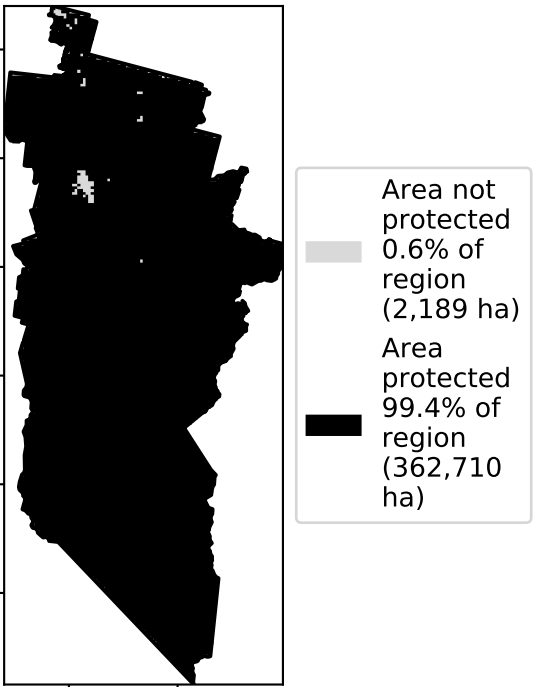 Area not
protected
0.6% of
region
(2,189 ha)
Area
protected
99.4% of
region
(362,710
ha)